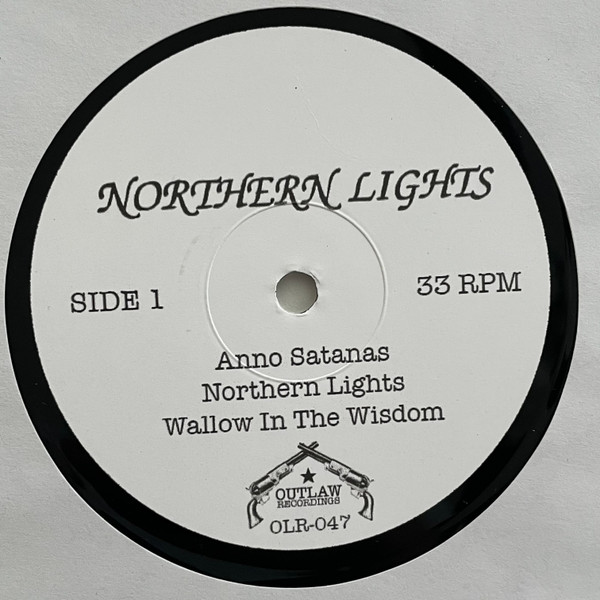 NORTHERN LIGHTS
SIDE 1
33 RPM
Anno Satanas
Northern Lights
Wallow In The Wisdom
OUTLAW
RECORDINGS
OLR-047